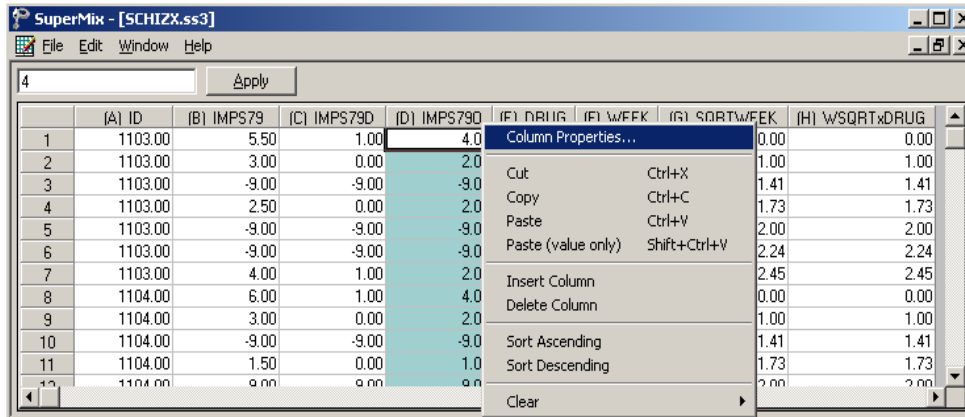 SuperMix - [SCHIZX.ss3]
File Edit Window Help
4 Apply
(A) ID (B) IMPS79 (C) IMPS79D (D) IMPS79O (E) DRUG (F) WEEK (G) SQRTWEEK (H) WSQRTxDRUG
1 1103.00 5.50 1.00 4.0 0.00 0.00
2 1103.00 3.00 0.00 2.0 1.00 1.00
3 1103.00 -9.00 -9.00 -9.0 1.41 1.41
4 1103.00 2.50 0.00 2.0 1.73 1.73
5 1103.00 -9.00 -9.00 -9.0 2.00 2.00
6 1103.00 -9.00 -9.00 -9.0 2.24 2.24
7 1103.00 4.00 1.00 2.0 2.45 2.45
8 1104.00 6.00 1.00 4.0 0.00 0.00
9 1104.00 3.00 0.00 2.0 1.00 1.00
10 1104.00 -9.00 -9.00 -9.0 1.41 1.41
11 1104.00 1.50 0.00 1.0 1.73 1.73
12 1104.00 2.00 2.00
Column Properties...
Cut Ctrl+X
Copy Ctrl+C
Paste Ctrl+V
Paste (value only) Shift+Ctrl+V
Insert Column
Delete Column
Sort Ascending
Sort Descending
Clear